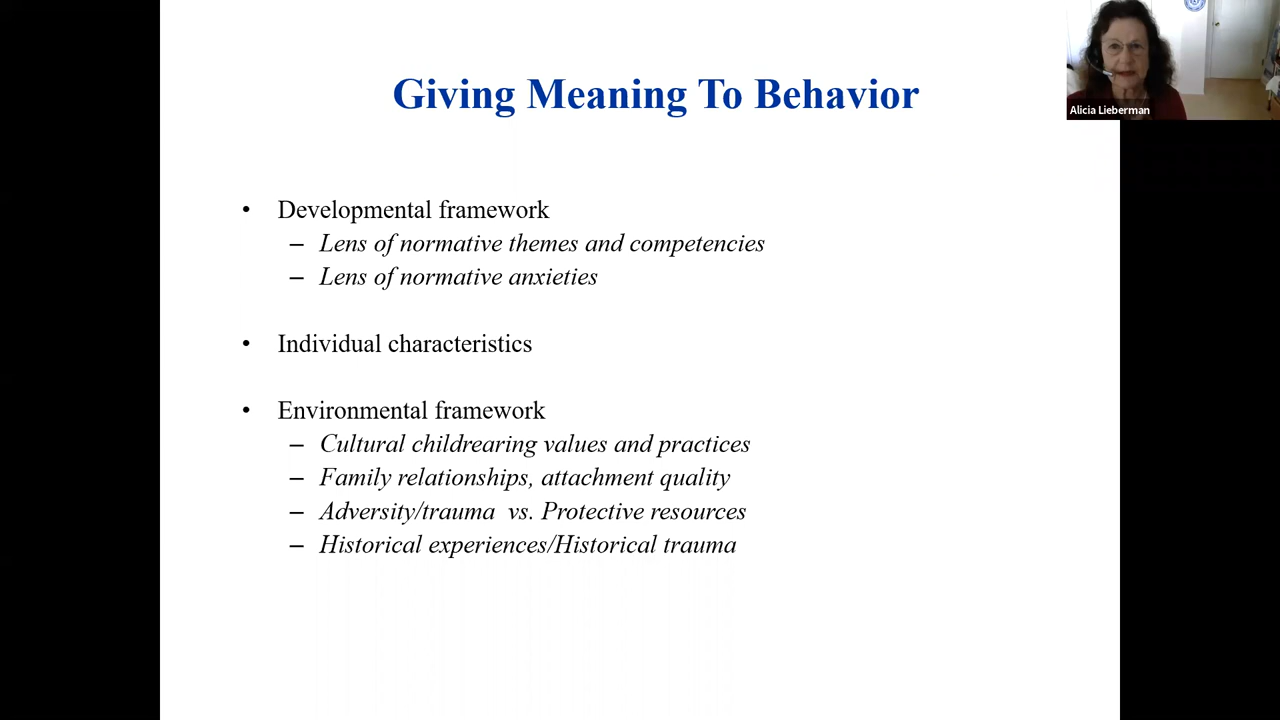 Giving Meaning To Behavior
Alicia Lieberman
• Developmental framework
– Lens of normative themes and competencies
– Lens of normative anxieties
• Individual characteristics
• Environmental framework
– Cultural childrearing values and practices
– Family relationships, attachment quality
– Adversity/trauma vs. Protective resources
– Historical experiences/Historical trauma